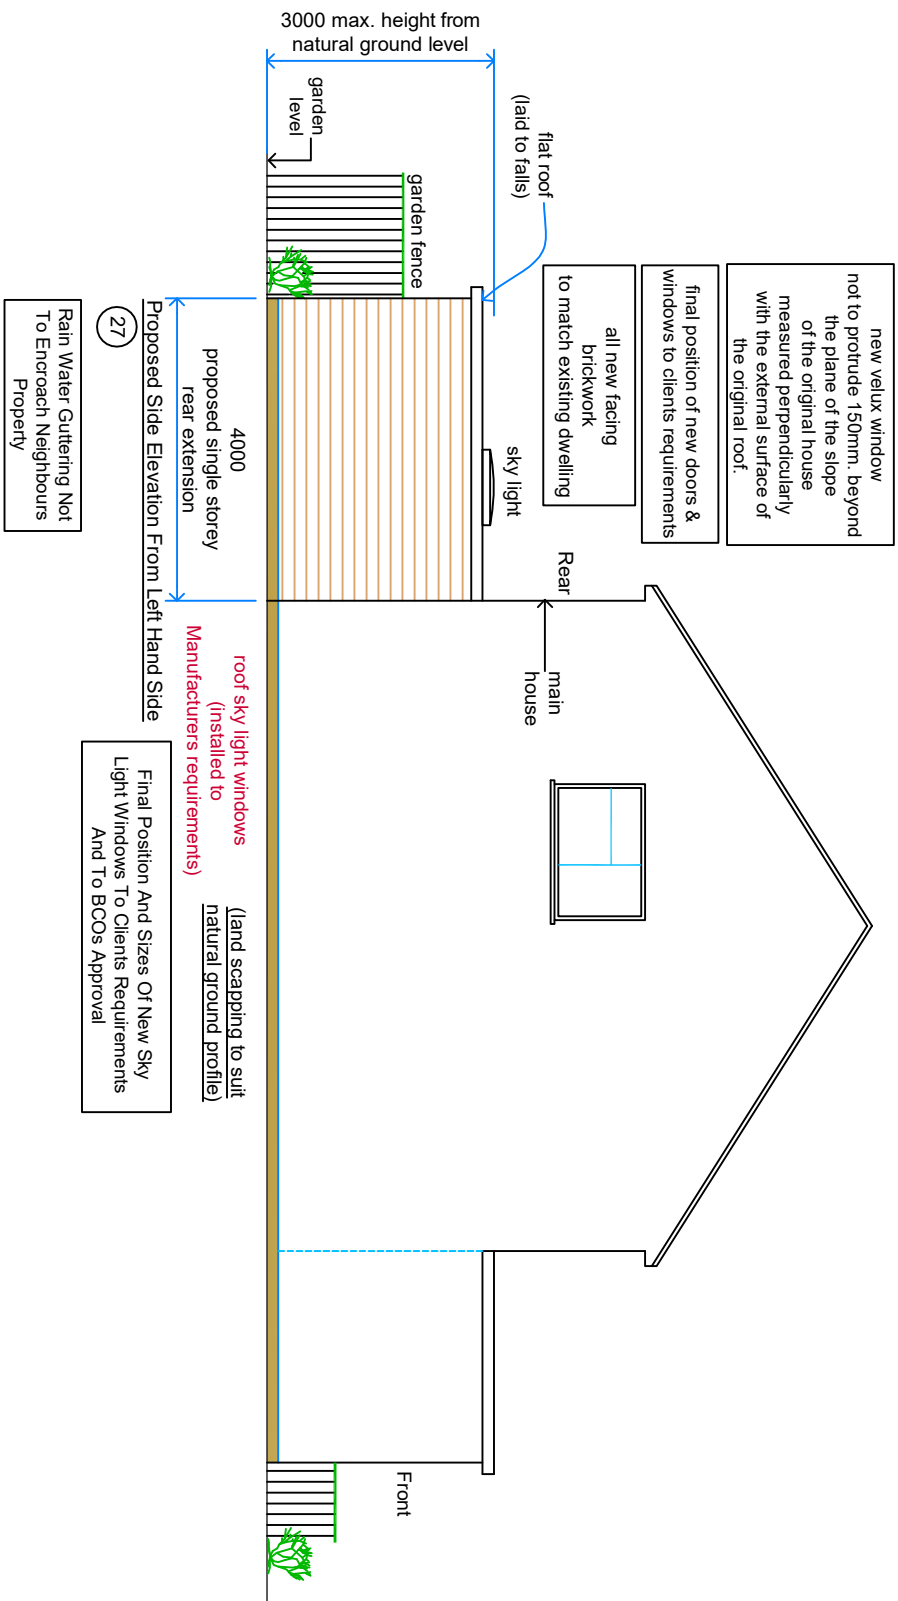 3000 max. height from
natural ground level
garden
level
garden fence
flat roof
(laid to falls)
new velux window
not to protrude 150mm. beyond
the plane of the slope
of the original house
measured perpendicularly
with the external surface of
the original roof.
final position of new doors &
windows to clients requirements
all new facing
brickwork
to match existing dwelling
sky light
Rear
main
house
Front
4000
proposed single storey
rear extension
roof sky light windows
(installed to
Manufacturers requirements)
(land scapping to suit
natural ground profile)
Proposed Side Elevation From Left Hand Side
27
Rain Water Guttering Not
To Encroach Neighbours
Property
Final Position And Sizes Of New Sky
Light Windows To Clients Requirements
And To BCOs Approval